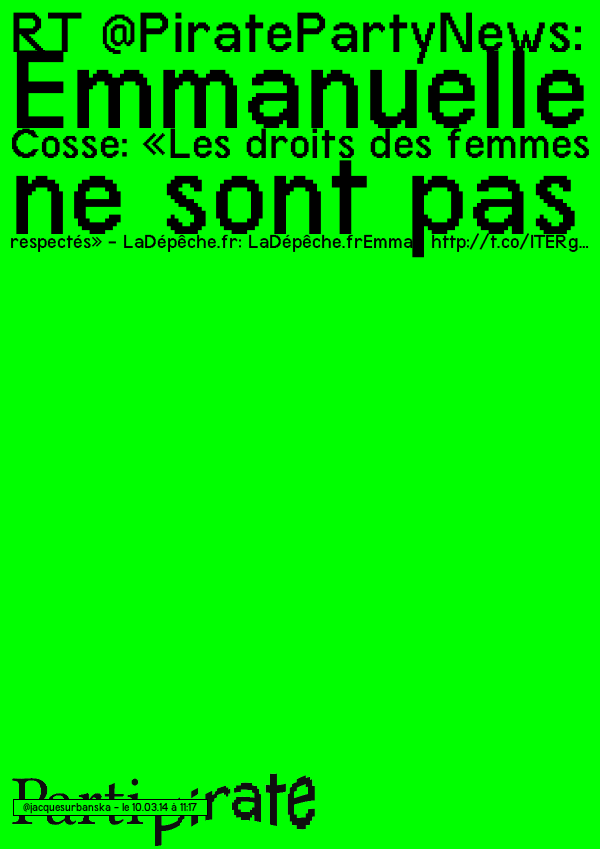 RT @PiratePartyNews:
Emmanuelle
Cosse: «Les droits des femmes
ne sont pas
respectés» - LaDépêche.fr: LaDépêche.frEmma http://t.co/ITERg...
Parti pirate
@jacquesurbanska - le 10.03.14 à 11:17